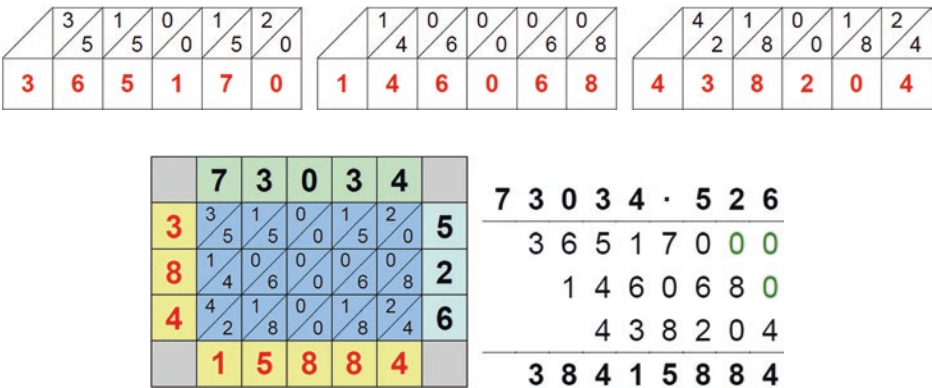 3 1 0 1 2 1 0 0 0 0 4 1 0 1 2
5 5 0 5 0 4 6 0 6 8 2 8 0 8 4
3 6 5 1 7 0 1 4 6 0 6 8 4 3 8 2 0 4
7 3 0 3 4
3 1 0 1 2
3 5 5 0 5 0 5
1 0 0 0 0
8 4 6 0 6 8 2
4 1 0 1 2
4 2 8 0 8 4 6
1 5 8 8 4
7 3 0 3 4 · 5 2 6
3 6 5 1 7 0 0 0
1 4 6 0 6 8 0
4 3 8 2 0 4
3 8 4 1 5 8 8 4